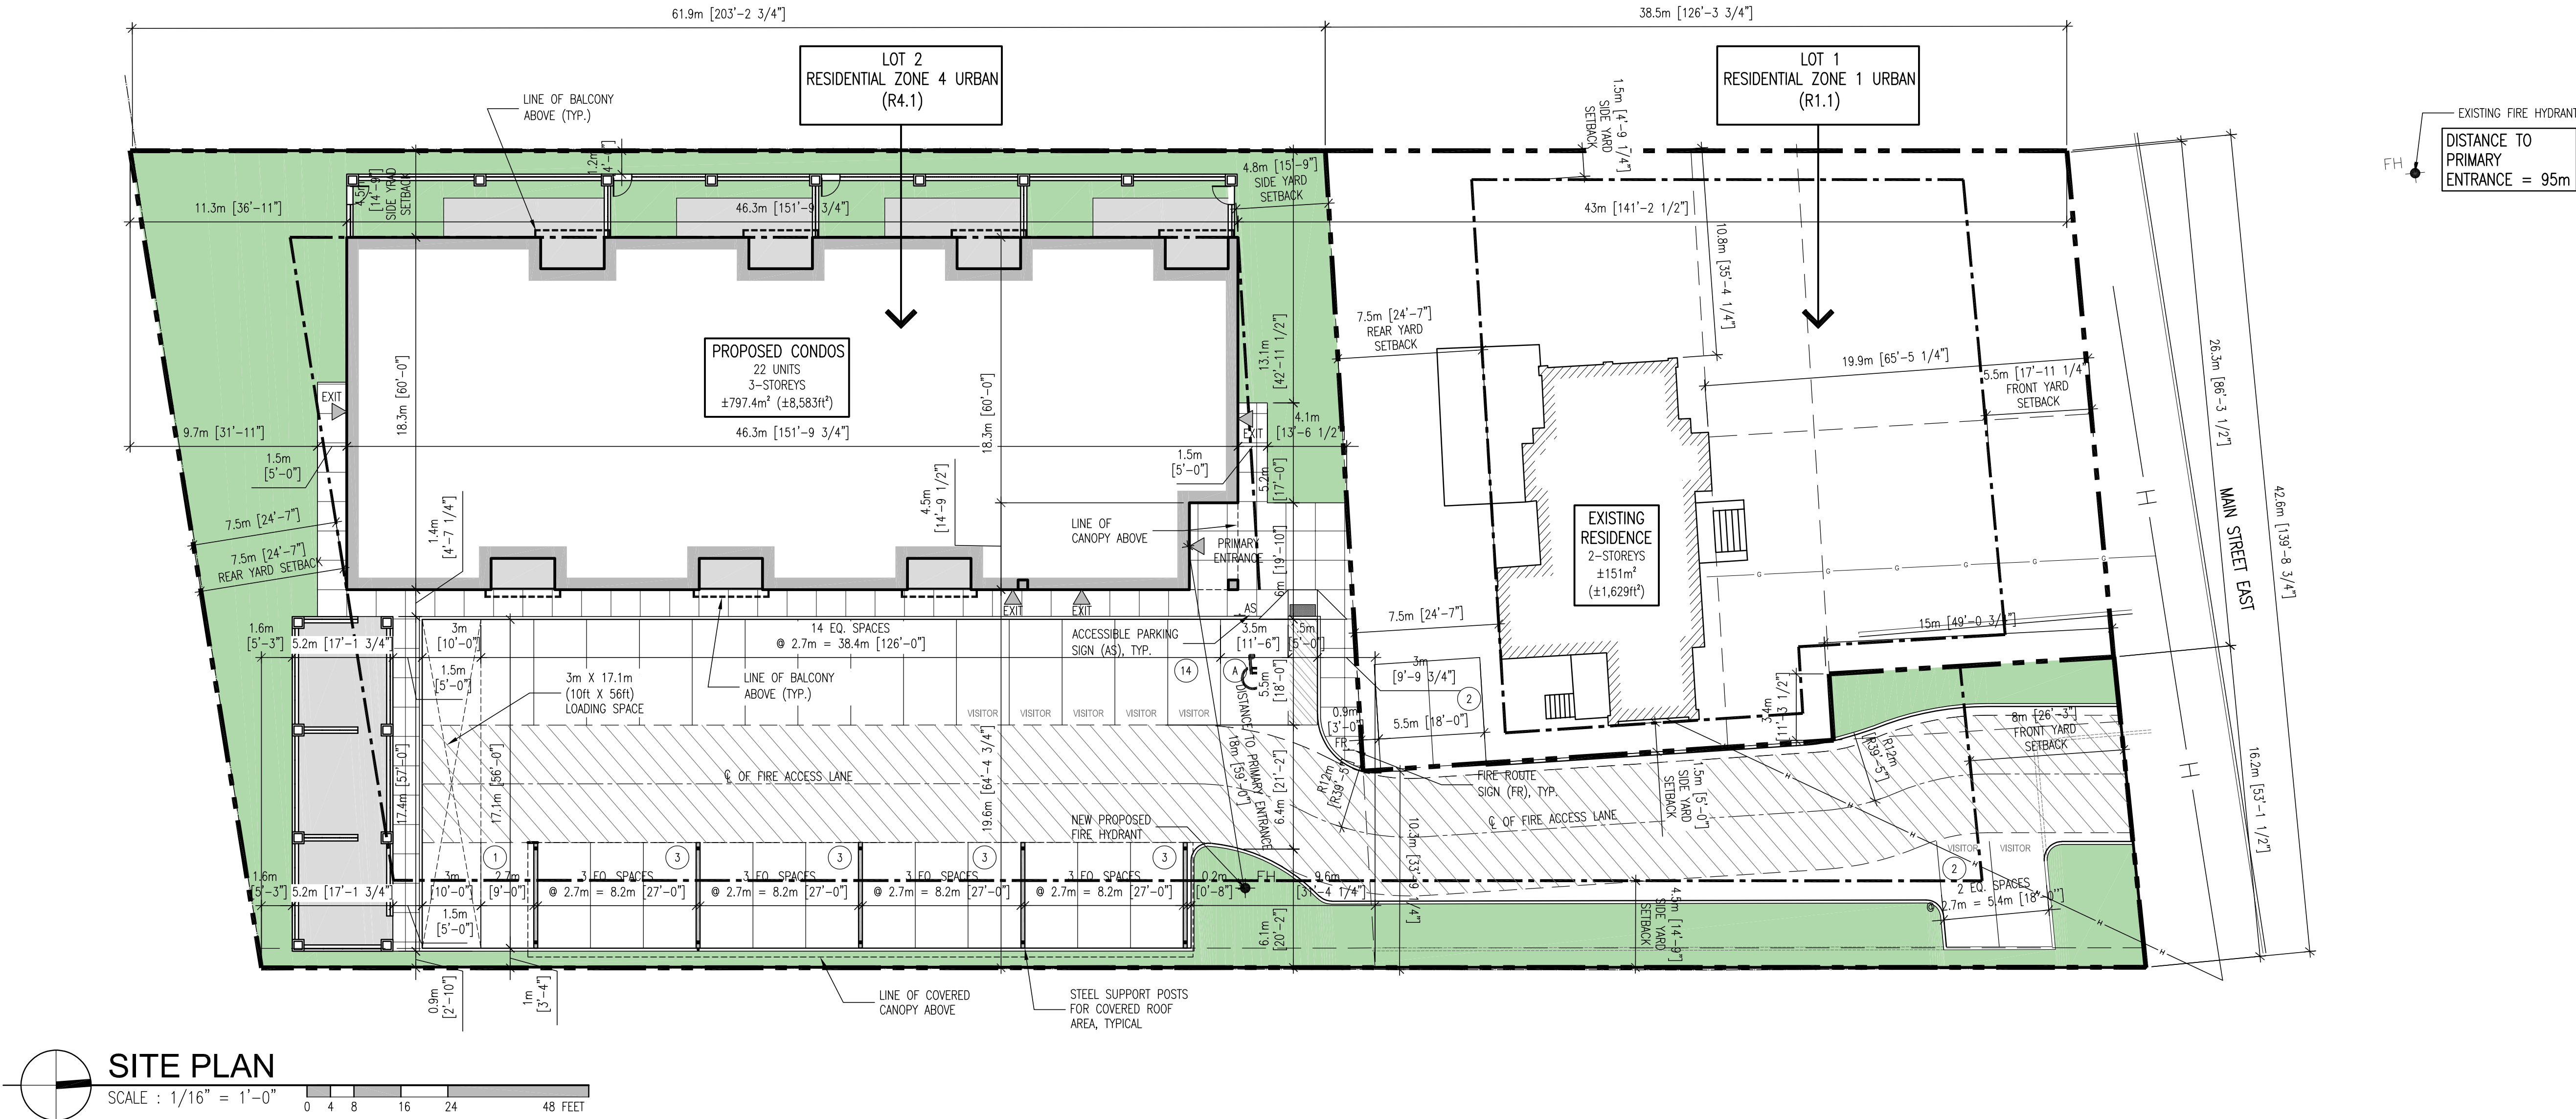 61.9m [203'-2 3/4"]
38.5m [126'-3 3/4"]
LOT 2
RESIDENTIAL ZONE 4 URBAN
(R4.1)
LOT 1
RESIDENTIAL ZONE 1 URBAN
(R1.1)
LINE OF BALCONY
ABOVE (TYP.)
1.5m [4'-9 1/4"]
SIDE YARD
SETBACK
EXISTING FIRE HYDRANT
FH
DISTANCE TO
PRIMARY
ENTRANCE = 95m
1.2m
[4'-0"]
4.5m
[14'-9"]
SIDE YRAD
SETBACK
4.8m [15'-9"]
SIDE YARD
SETBACK
11.3m [36'-11"]
46.3m [151'-9 3/4"]
43m [141'-2 1/2"]
10.8m [35'-4 1/4"]
7.5m [24'-7"]
REAR YARD
SETBACK
13.1m
[42'-11 1/2"]
PROPOSED CONDOS
22 UNITS
3-STOREYS
±797.4m² (±8,583ft²)
19.9m [65'-5 1/4"]
5.5m [17'-11 1/4"
FRONT YARD
SETBACK
26.3m [86'-3 1/2"]
EXIT
18.3m [60'-0"]
18.3m [60'-0"]
9.7m [31'-11"]
46.3m [151'-9 3/4"]
EXIT
4.1m
[13'-6 1/2"
1.5m
[5'-0"]
1.5m
[5'-0"]
5.2m
[17'-0"]
4.5m
[14'-9 1/2"]
1.4m
[4'-7 1/4"]
7.5m [24'-7"]
7.5m [24'-7"]
REAR YARD SETBACK
LINE OF
CANOPY ABOVE
PRIMARY
ENTRANCE
6m [19'-10"]
EXISTING
RESIDENCE
2-STOREYS
±151m²
(±1,629ft²)
MAIN STREET EAST
42.6m [139'-8 3/4"]
H
G G G G G G
EXIT
EXIT
AS
1.6m
[5'-3"]
5.2m [17'-1 3/4"]
3m
[10'-0"]
14 EQ. SPACES
@ 2.7m = 38.4m [126'-0"]
ACCESSIBLE PARKING
SIGN (AS), TYP.
3.5m
[11'-6"]
1.5m
[5'-0"]
7.5m [24'-7"]
15m [49'-0 3/4"]
1.5m
[5'-0"]
3m X 17.1m
(10ft X 56ft)
LOADING SPACE
LINE OF BALCONY
ABOVE (TYP.)
14
A
5.5m
[18'-0"]
3m
[9'-9 3/4"]
2
5.5m [18'-0"]
VISITOR
VISITOR
VISITOR
VISITOR
VISITOR
0.9m
[3'-0"]
FR
3.4m
[11'-3 1/2"]
8m [26'-3"]
FRONT YARD
SETBACK
R12m
[R39'-5"]
17.4m [57'-0"]
17.1m [56'-0"]
19.6m [64'-4 3/4"]
DISTANCE TO PRIMARY ENTRANCE
18m [59'-0"]
6.44m [21'-2"]
R12m
[R39'-5"]
℄ OF FIRE ACCESS LANE
FIRE ROUTE
SIGN (FR), TYP.
1.5m [5'-0"]
SIDE YARD
SETBACK
H
16.2m [53'-1 1/2"]
NEW PROPOSED
FIRE HYDRANT
℄ OF FIRE ACCESS LANE
10.3m [33'-9 1/4"]
H H H H H
VISITOR
VISITOR
1
3
3
3
3
2
1.6m
[5'-3"]
5.2m [17'-1 3/4"]
3m
[10'-0"]
2.7m
[9'-0"]
3 EQ. SPACES
@ 2.7m = 8.2m [27'-0"]
3 EQ. SPACES
@ 2.7m = 8.2m [27'-0"]
3 EQ. SPACES
@ 2.7m = 8.2m [27'-0"]
3 EQ. SPACES
@ 2.7m = 8.2m [27'-0"]
0.2m
[0'-8"]
FH
9.6m
[31'-4 1/4"]
2 EQ. SPACES
@ 2.7m = 5.4m [18'-0"]
1.5m
[5'-0"]
6.1m
[20'-2"]
4.5m [14'-9"]
SIDE YARD
SETBACK
0.9m
[2'-10"]
1m
[3'-4"]
LINE OF COVERED
CANOPY ABOVE
STEEL SUPPORT POSTS
FOR COVERED ROOF
AREA, TYPICAL
SITE PLAN
SCALE : 1/16" = 1'-0"
0 4 8 16 24 48 FEET